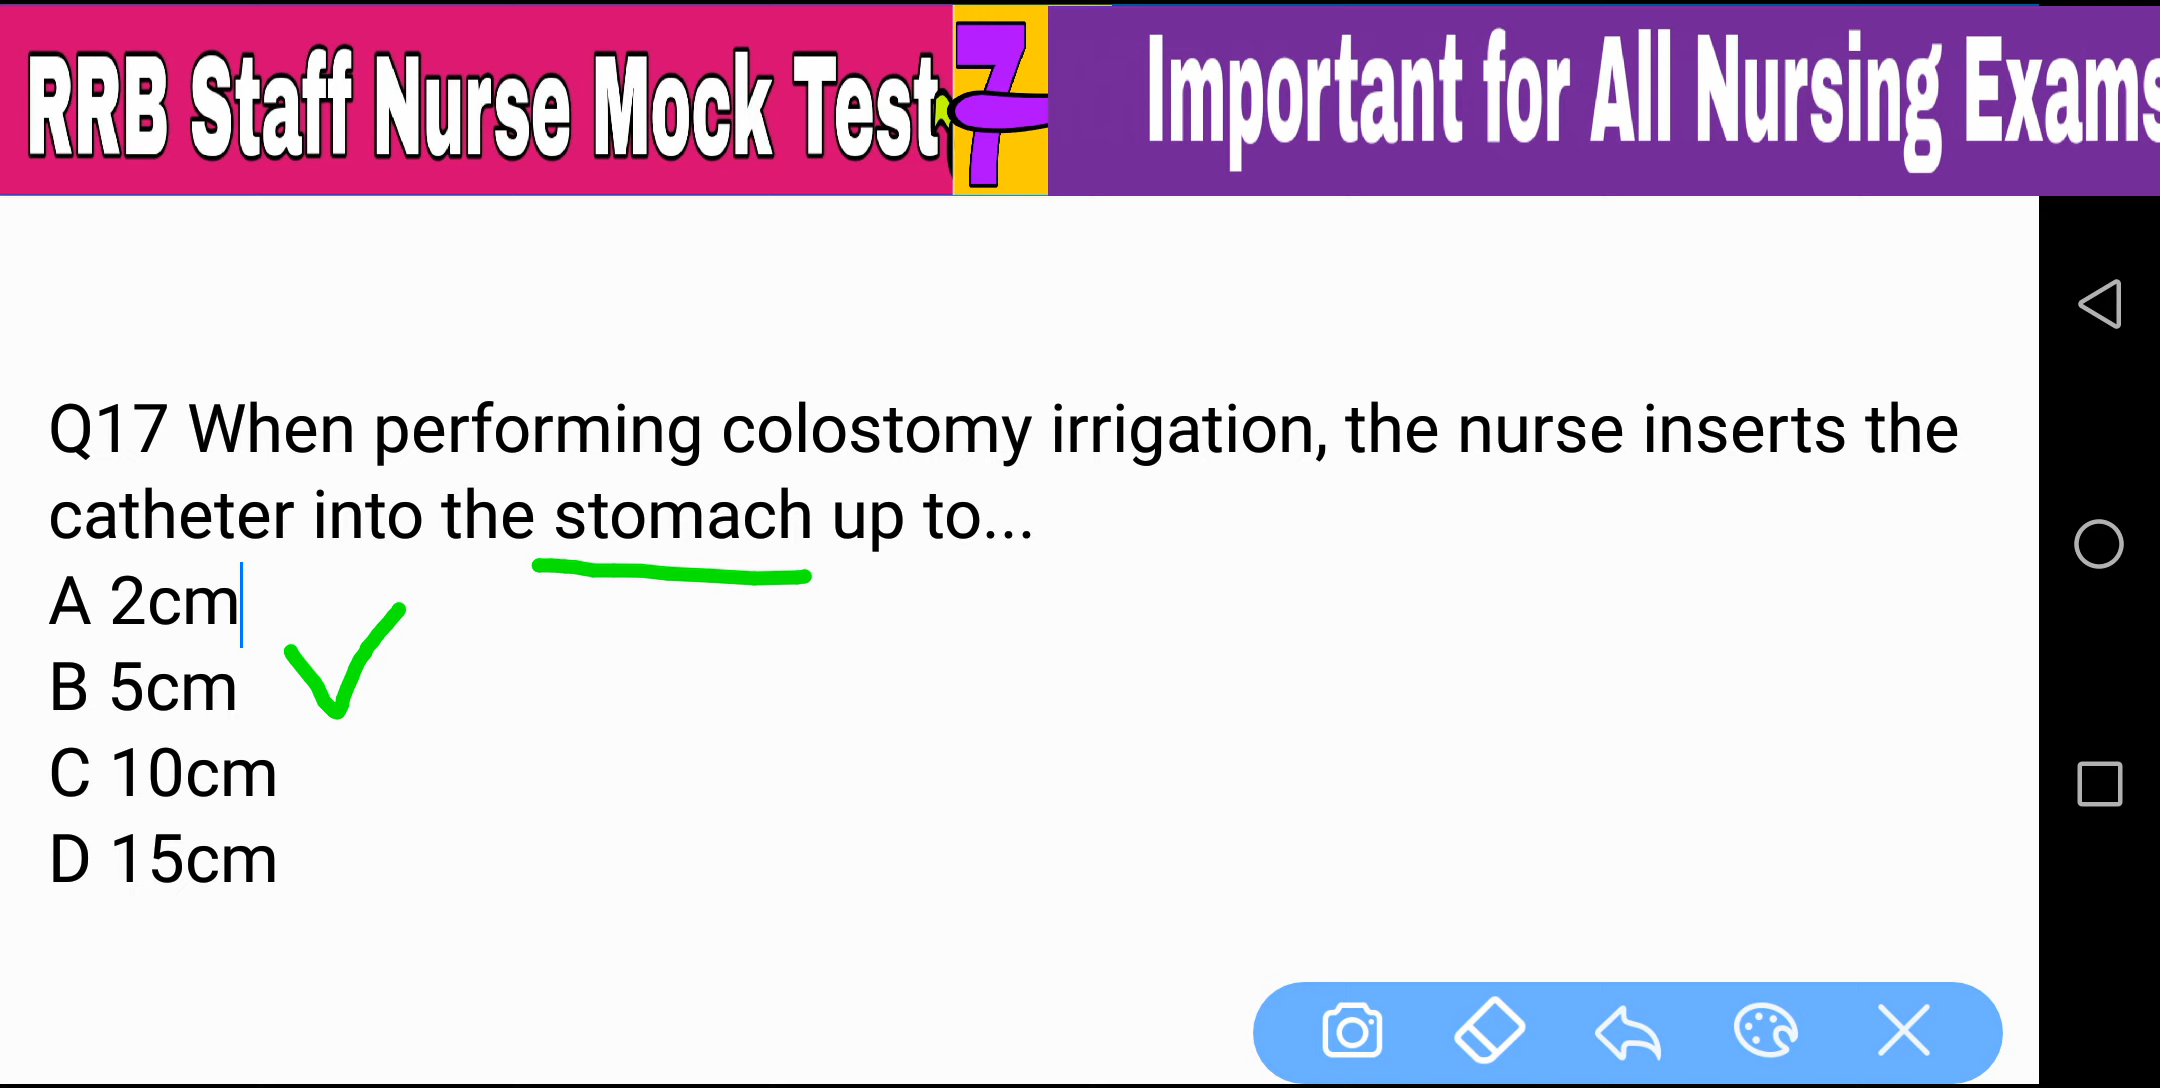 RRB Staff Nurse Mock Test 7 Important for All Nursing Exams
Q17 When performing colostomy irrigation, the nurse inserts the
catheter into the stomach up to...
A 2cm
B 5cm
C 10cm
D 15cm